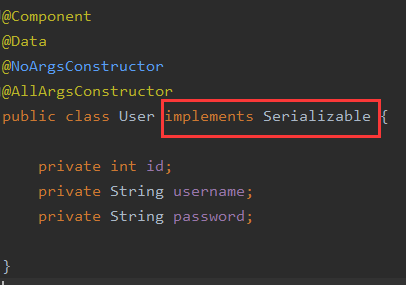 @Component
@Data
@NoArgsConstructor
@AllArgsConstructor
public class User implements Serializable {
private int id;
private String username;
private String password;
}